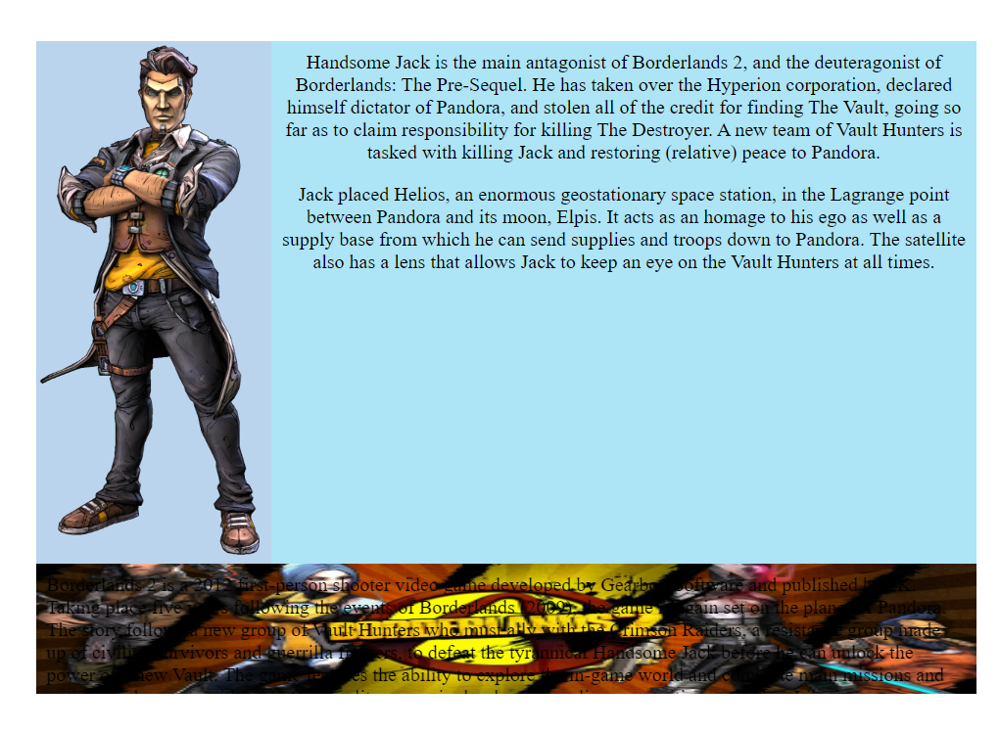 Handsome Jack is the main antagonist of Borderlands 2, and the deuteragonist of
Borderlands: The Pre-Sequel. He has taken over the Hyperion corporation, declared
himself dictator of Pandora, and stolen all of the credit for finding The Vault, going so
far as to claim responsibility for killing The Destroyer. A new team of Vault Hunters is
tasked with killing Jack and restoring (relative) peace to Pandora.
Jack placed Helios, an enormous geostationary space station, in the Lagrange point
between Pandora and its moon, Elpis. It acts as an homage to his ego as well as a
supply base from which he can send supplies and troops down to Pandora. The satellite
also has a lens that allows Jack to keep an eye on the Vault Hunters at all times.
Borderlands 2 is a 2012 first-person shooter video game developed by Gearbox Software and published
Taking place five following the events of Borderlands (2009), the game again set on the planet Pandora.
The story follows a new group of Vault Hunters who must ally with the Crimson Raiders, a resistance group made
up of civilian survivors and guerrilla fighters, to defeat the tyrannical Handsome Jack before he can unlock the
power of new Vault. The game features the ability to explore the in-game world and complete main missions and